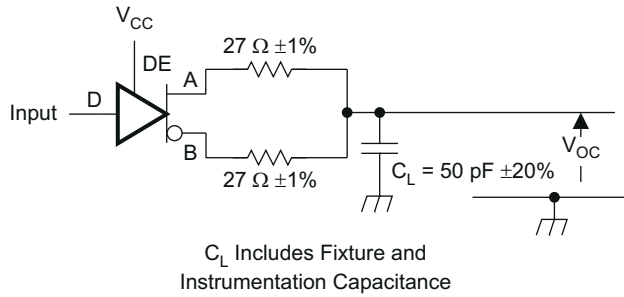 V_CC
27 Ω ±1%
DE
A
Input
D
B
27 Ω ±1%
C_L = 50 pF ±20%
V_OC
C_L Includes Fixture and
Instrumentation Capacitance